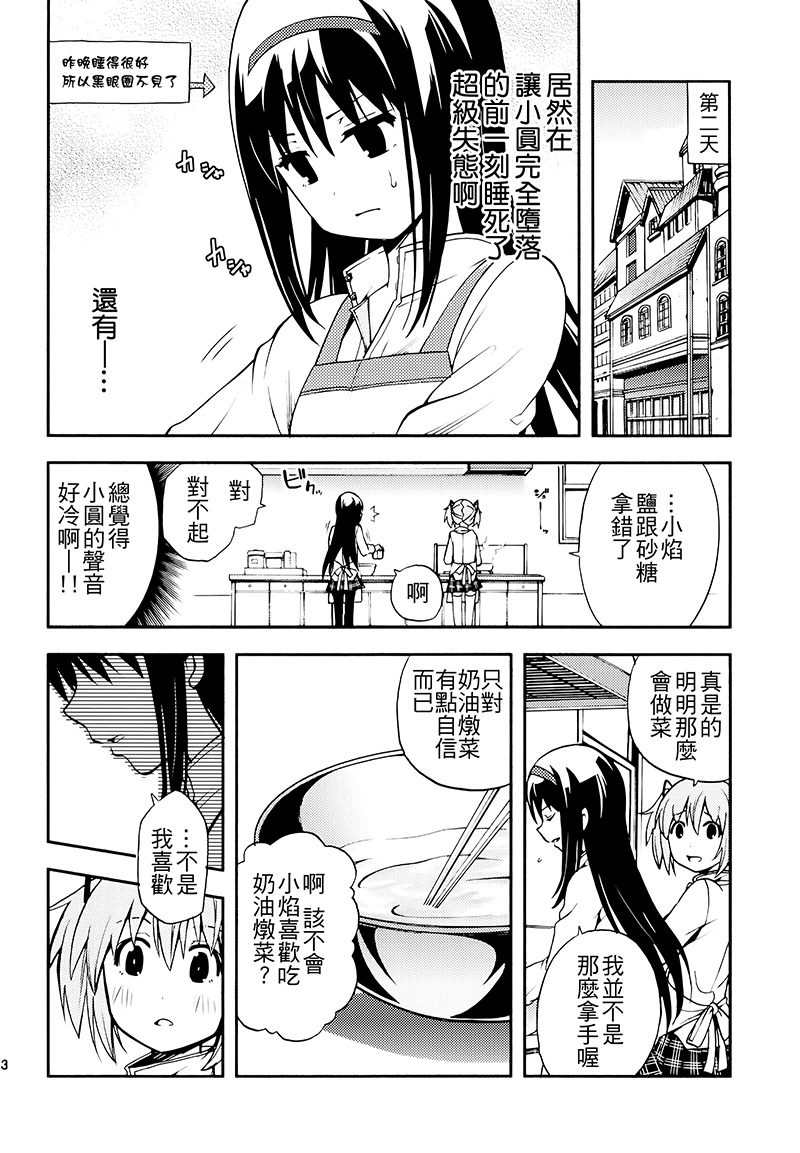 第二天
居然在
讓小圓完全墮落
的前一刻睡死了
超級失態啊
昨晚睡得很好
所以黑眼圈不見了
ガシ
ガシ
還有—…
…小焰
鹽跟砂糖
拿錯了
啊
ビクッ
對
對不起
總覺得
小圓的聲音
好冷啊—!!
真是的
明明那麼
會做菜
我並不是
那麼拿手喔
只對
奶油燉菜
有點自信
而已
啊 該不會
小焰喜歡吃
奶油燉菜?
…不是
我喜歡
3